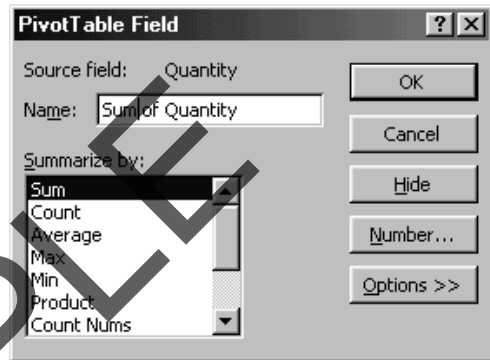 PivotTable Field
Source field: Quantity
Name: Sum of Quantity
Summarize by:
Sum
Count
Average
Max
Min
Product
Count Nums
OK
Cancel
Hide
Number...
Options >>
PLE